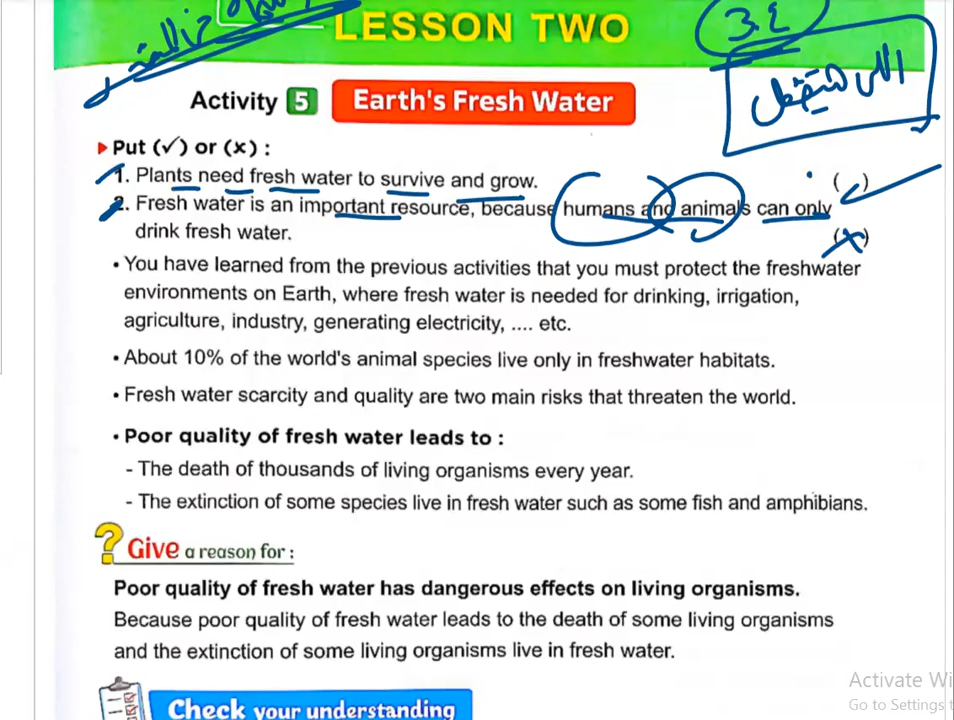 LESSON TWO
3.4
Activity 5 Earth's Fresh Water
Put (✓) or (x) :
1. Plants need fresh water to survive and grow. (✓)
2. Fresh water is an important resource, because humans and animals can only
drink fresh water. (x)
• You have learned from the previous activities that you must protect the freshwater
environments on Earth, where fresh water is needed for drinking, irrigation,
agriculture, industry, generating electricity, .... etc.
• About 10% of the world's animal species live only in freshwater habitats.
• Fresh water scarcity and quality are two main risks that threaten the world.
• Poor quality of fresh water leads to :
- The death of thousands of living organisms every year.
- The extinction of some species live in fresh water such as some fish and amphibians.
? Give a reason for :
Poor quality of fresh water has dangerous effects on living organisms.
Because poor quality of fresh water leads to the death of some living organisms
and the extinction of some living organisms live in fresh water.
Check your understanding
Activate Wi
Go to Settings t